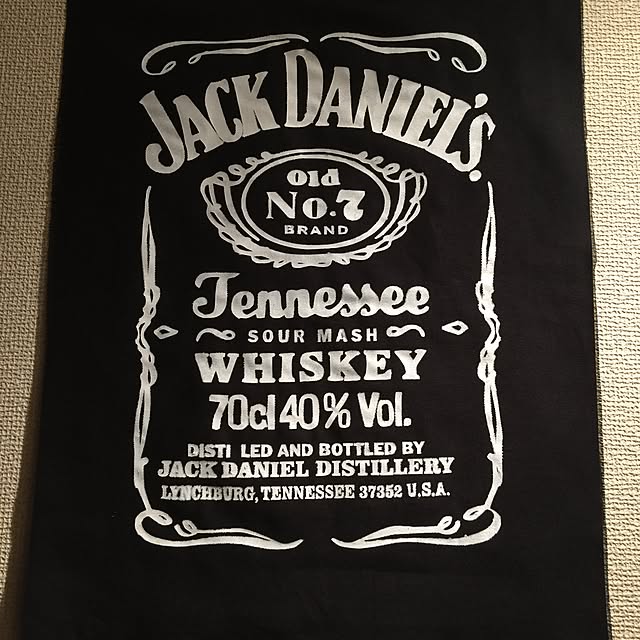 JACK DANIEL'S
Old
No.7
BRAND
Tennessee
SOUR MASH
WHISKEY
70cl 40% Vol.
DISTI LED AND BOTTLED BY
JACK DANIEL DISTILLERY
LYNCHBURG, TENNESSEE 37352 U.S.A.